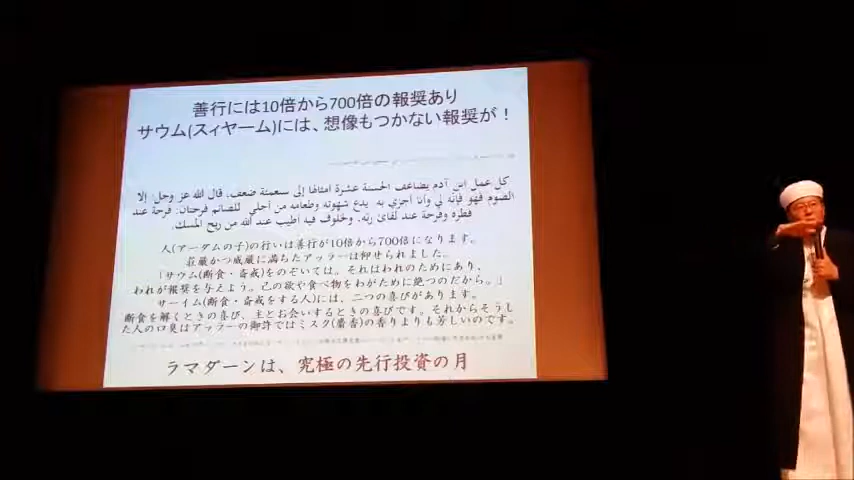 善行には10倍から700倍の報奨あり
サウム(スィヤーム)には、想像もつかない報奨が！
كل عمل ابن آدم يضاعف الحسنة عشرة أمثالها إلى سبعمئة ضعف، قال الله عز وجل: إلا
الصوم فإنه لي وأنا أجزي به يدع شهوته وطعامه من أجلي للصائم فرحتان: فرحة عند
فطره وفرحة عند لقائ ربّه، وخلوف فيه أطيب عند الله من ريح المسك.
人(アーダムの子)の行いは善行が10倍から700倍になります。
荘厳かつ威厳に満ちたアッラーは仰せられました。
「サウム(断食・斎戒)をのぞいては。それはわれのためにあり、
われが報奨を与えよう。己の欲や食べ物をわがために絶つのだから。」
サーイム(断食・斎戒をする人)には、二つの喜びがあります。
断食を解くときの喜び、主とお会いするときの喜びです。それからそうし
た人の口臭はアッラーの御許ではミスク(麝香)の香りよりも芳しいのです。
ラマダーンは、究極の先行投資の月